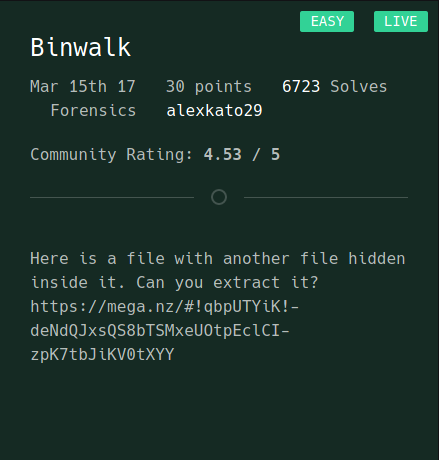 EASY LIVE
Binwalk
Mar 15th 17 30 points 6723 Solves
Forensics alexkato29
Community Rating: 4.53 / 5
Here is a file with another file hidden
inside it. Can you extract it?
https://mega.nz/#!qbpUTYiK!-
deNdQJxsQS8bTSMxeUOtpEclCI-
zpK7tbJiKV0tXYY